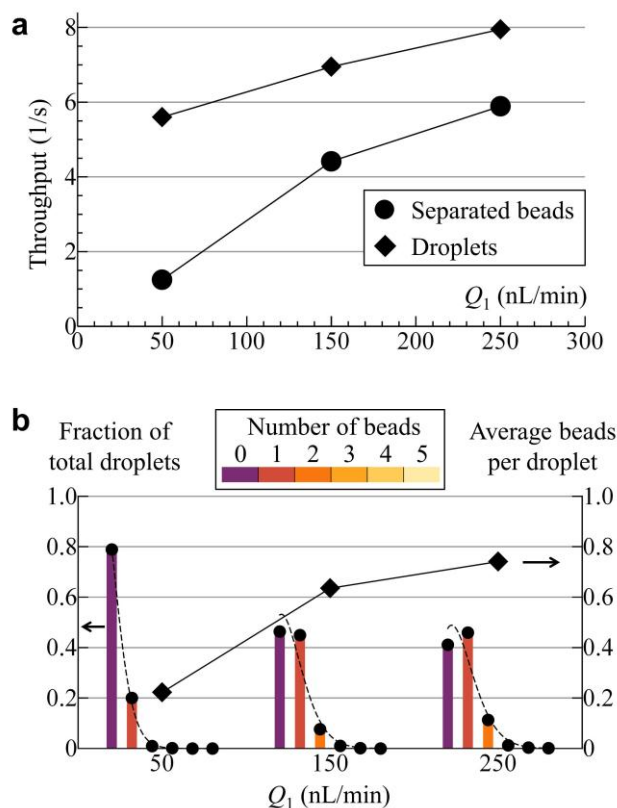 a
8
6
4
2
0
Throughput (1/s)
Separated beads
Droplets
Q1 (nL/min)
0 50 100 150 200 250 300
b
Fraction of
total droplets
Number of beads
0 1 2 3 4 5
Average beads
per droplet
1.0 1.0
0.8 0.8
0.6 0.6
0.4 0.4
0.2 0.2
0 0
50 150 250
Q1 (nL/min)